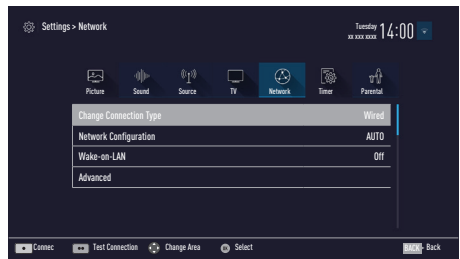 Settings > Network
Tuesday
xx xxx xxxx
14:00
Picture
Sound
Source
TV
Network
Timer
Parental
Change Connection Type Wired
Network Configuration AUTO
Wake-on-LAN Off
Advanced
Connec
Test Connection
Change Area
OK Select
BACK - Back